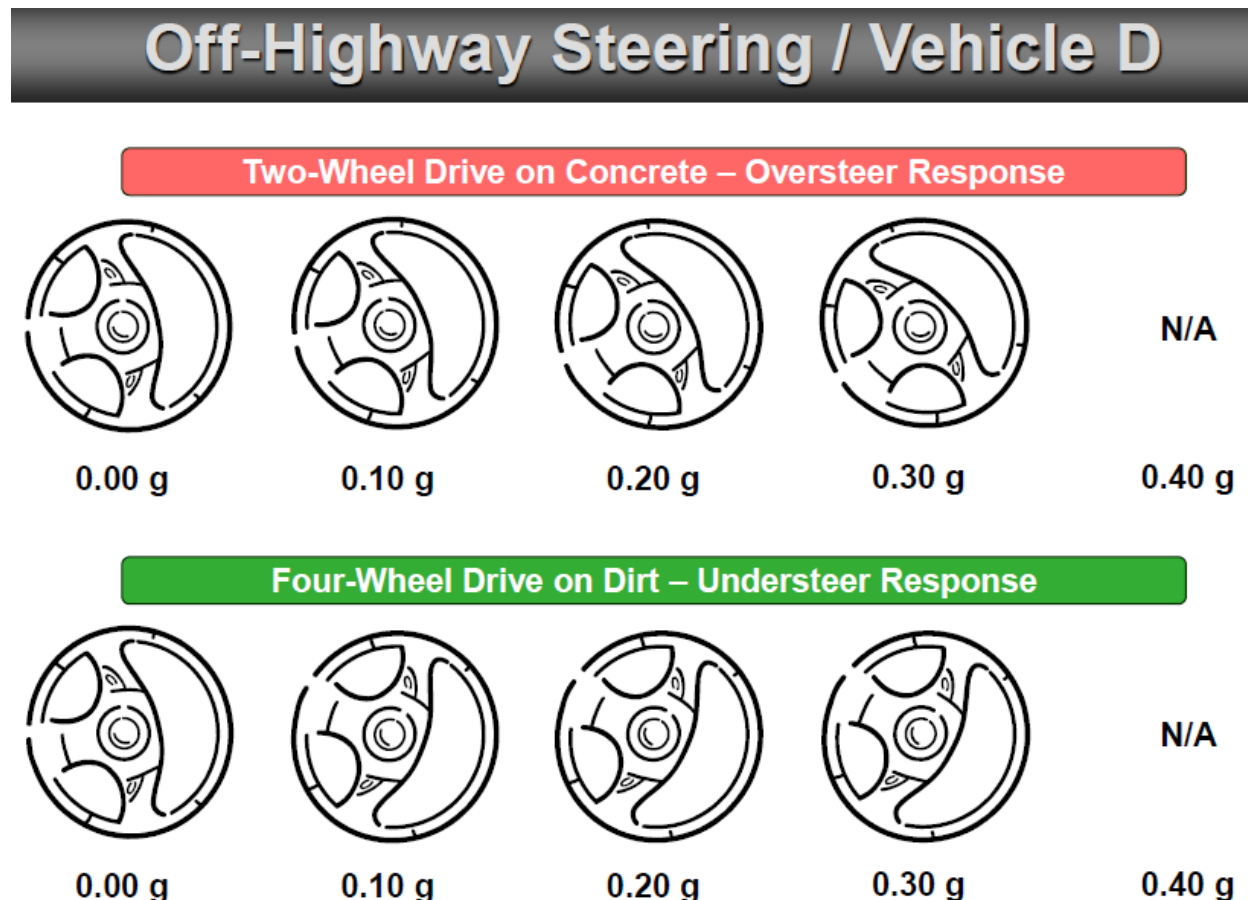 Off-Highway Steering / Vehicle D
Two-Wheel Drive on Concrete – Oversteer Response
N/A
0.00 g 0.10 g 0.20 g 0.30 g 0.40 g
Four-Wheel Drive on Dirt – Understeer Response
N/A
0.00 g 0.10 g 0.20 g 0.30 g 0.40 g